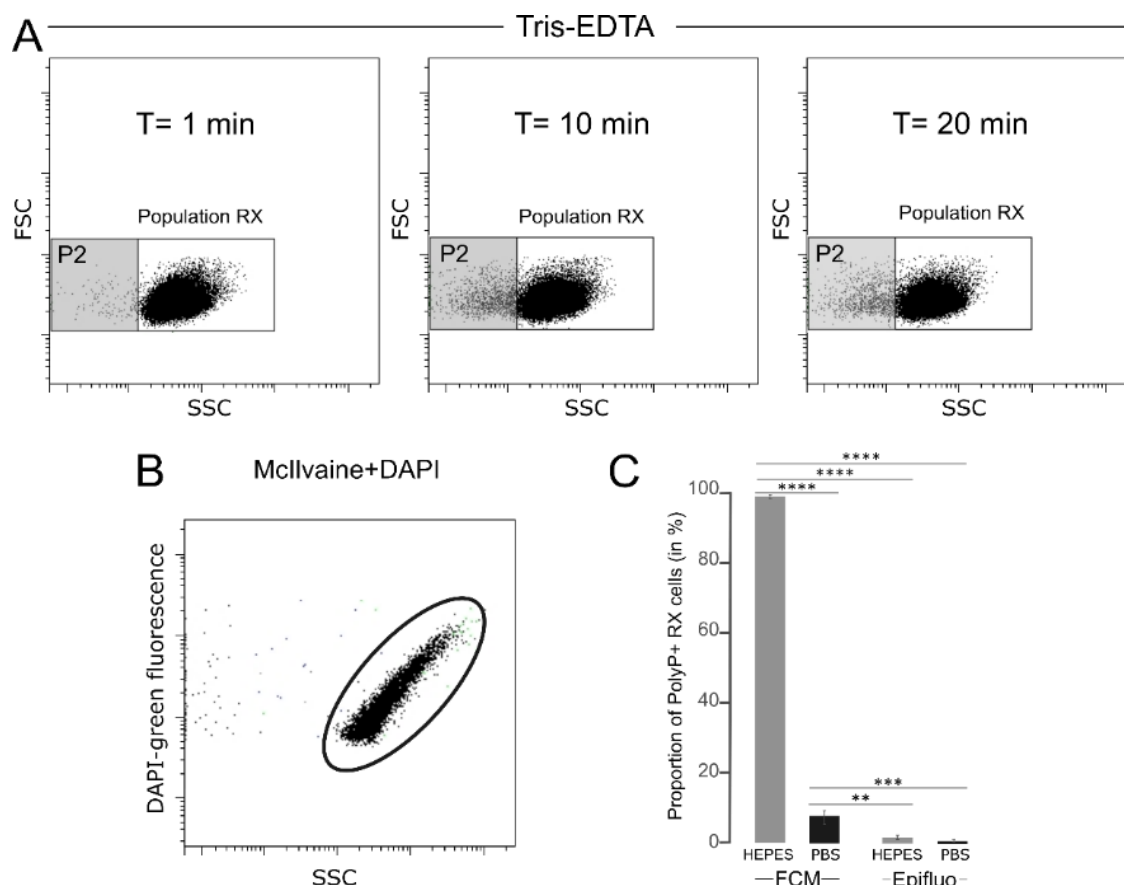 A
Tris-EDTA
T= 1 min
T= 10 min
T= 20 min
Population RX
Population RX
Population RX
P2
P2
P2
FSC
FSC
FSC
SSC
SSC
SSC
B
McIlvaine+DAPI
DAPI-green fluorescence
SSC
C
Proportion of PolyP+ RX cells (in %)
100
80
60
40
20
0
****
****
****
***
**
HEPES PBS HEPES PBS
FCM Epifluo